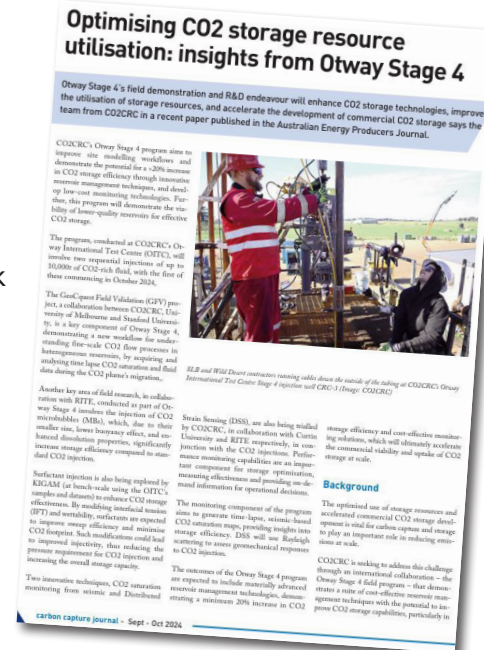 Optimising CO2 storage resource
utilisation: insights from Otway Stage 4
Otway Stage 4's field demonstration and R&D endeavour will enhance CO2 storage technologies, improve
the utilisation of storage resources, and accelerate the development of commercial CO2 storage says the
team from CO2CRC in a recent paper published in the Australian Energy Producers Journal.
CO2CRC's Otway Stage 4 program aims to
improve site modelling workflows and
demonstrate the potential for a >20% increase
in CO2 storage efficiency through innovative
reservoir management techniques, and devel-
op low-cost monitoring technologies. Fur-
ther, this program will demonstrate the via-
bility of lower-quality reservoirs for effective
CO2 storage.
The program, conducted at CO2CRC's Ot-
way International Test Center (OITC), will
involve two sequential injections of up to
10,000t of CO2-rich fluid, with the first of
these commencing in October 2024.
The GeoCquest Field Validation (GFV) pro-
ject, a collaboration between CO2CRC, Uni-
versity of Melbourne and Stanford Universi-
ty, is a key component of Otway Stage 4,
demonstrating a new workflow for under-
standing fine-scale CO2 flow processes in
heterogeneous reservoirs, by acquiring and
analysing time lapse CO2 saturation and fluid
data during the CO2 phone's migration..
Another key area of field research, in collabo-
ration with RITE, conducted as part of Ot-
way Stage 4 involves the injection of CO2
microbubbles (MBs), which, due to their
smaller size, lower buoyancy effect, and en-
hanced dissolution properties, significantly
increase storage efficiency compared to stan-
dard CO2 injection.
Surfactant injection is also being explored by
KIGAM (at bench-scale using the OITC's
samples and datasets) to enhance CO2 storage
effectiveness. By modifying interfacial tension
(IFT) and wettability, surfactants are expected
to improve sweep efficiency and minimise
CO2 footprint. Such modifications could lead
to improved injectivity, thus reducing the
pressure requirement for CO2 injection and
increasing the overall storage capacity.
Two innovative techniques, CO2 saturation
monitoring from seismic and Distributed
SLB and Wild Desert contractors running cables down the outside of the tubing at CO2CRC's Otway
International Test Centre Stage 4 injection well CRC-3 (Image: CO2CRC)
Strain Sensing (DSS), are also being trialled
by CO2CRC, in collaboration with Curtin
University and RITE respectively, in con-
junction with the CO2 injections. Perfor-
mance monitoring capabilities are an impor-
tant component for storage optimisation,
measuring effectiveness and providing on-de-
mand information for operational decisions.
The monitoring component of the program
aims to generate time-lapse, seismic-based
CO2 saturation maps, providing insights into
storage efficiency. DSS will use Rayleigh
scattering to assess geomechanical responses
to CO2 injection.
The outcomes of the Otway Stage 4 program
are expected to include materially advanced
reservoir management technologies, demon-
strating a minimum 20% increase in CO2
storage efficiency and cost-effective monitor-
ing solutions, which will ultimately accelerate
the commercial viability and uptake of CO2
storage at scale.
Background
The optimised use of storage resources and
accelerated commercial CO2 storage devel-
opment is vital for carbon capture and storage
to play an important role in reducing emis-
sions at scale.
CO2CRC is seeking to address this challenge
through an international collaboration – the
Otway Stage 4 field program – that demon-
strates a suite of cost-effective reservoir man-
agement techniques with the potential to im-
prove CO2 storage capabilities, particularly in
carbon capture journal - Sept - Oct 2024